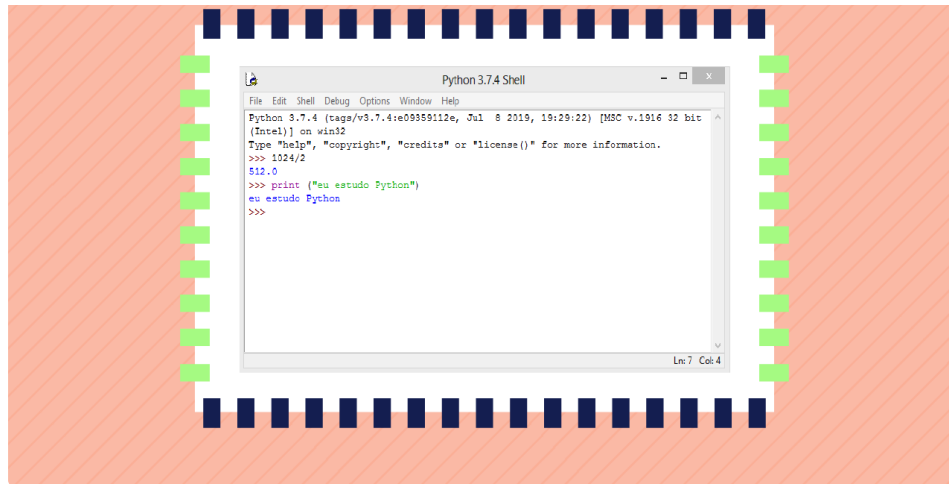 Python 3.7.4 Shell
File Edit Shell Debug Options Window Help
Python 3.7.4 (tags/v3.7.4:e09359112e, Jul  8 2019, 19:29:22) [MSC v.1916 32 bit
(Intel)] on win32
Type "help", "copyright", "credits" or "license()" for more information.
>>> 1024/2
512.0
>>> print ("eu estudo Python")
eu estudo Python
>>>
Ln: 7 Col: 4